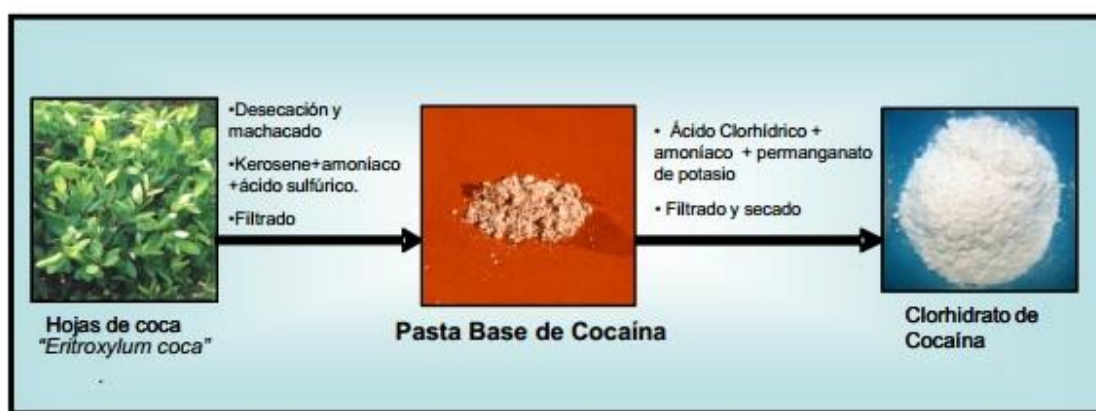 •Desecación y
machacado
•Kerosene+amoníaco
+ácido sulfúrico.
•Filtrado
• Ácido Clorhídrico +
amoníaco + permanganato
de potasio
• Filtrado y secado
Hojas de coca
"Eritroxylum coca"
.
Pasta Base de Cocaína
Clorhidrato de
Cocaína